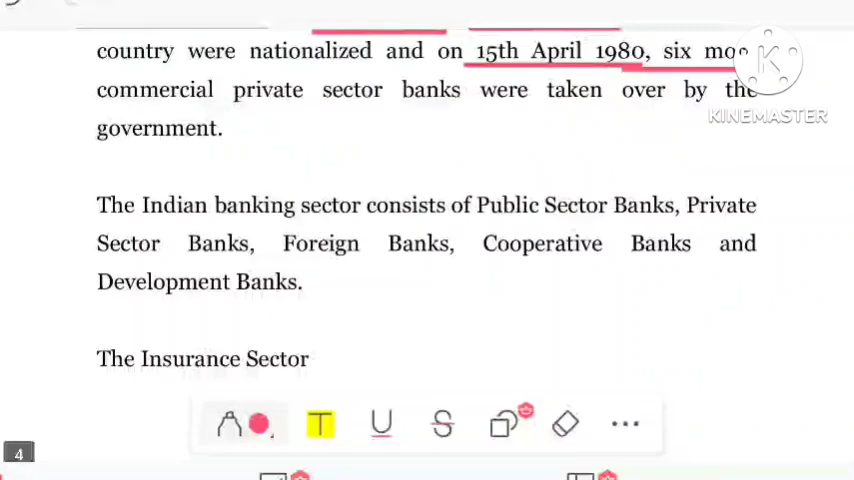 country were nationalized and on 15th April 1980, six
commercial private sector banks were taken over by the
government.
The Indian banking sector consists of Public Sector Banks, Private
Sector Banks, Foreign Banks, Cooperative Banks and
Development Banks.
The Insurance Sector
K
KINEMASTER
T
U
S
4